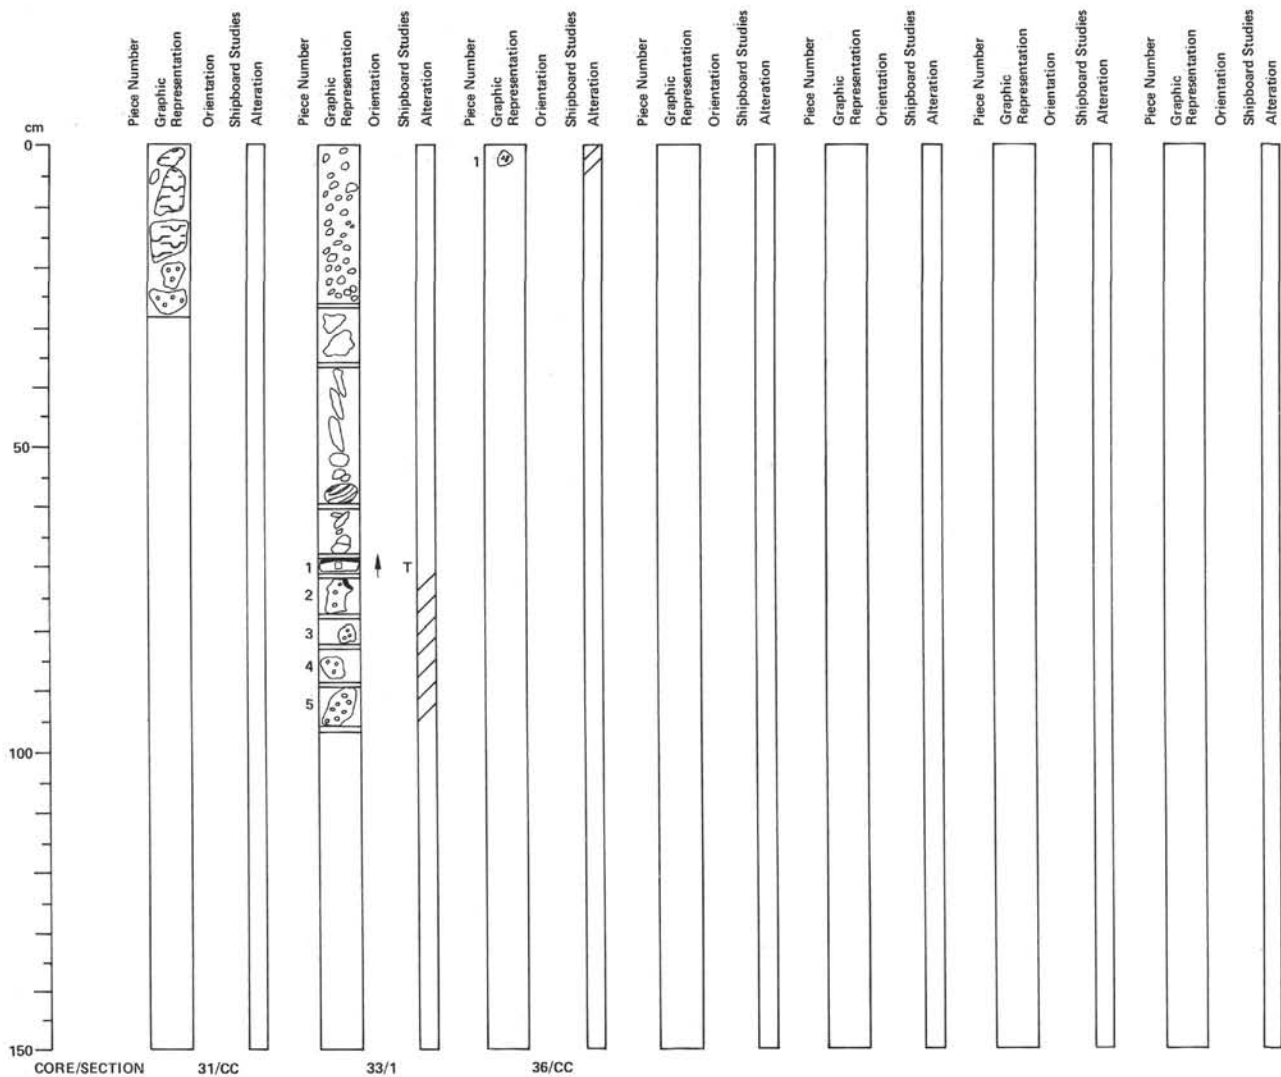 Piece Number
Graphic
Representation
Orientation
Shipboard Studies
Alteration
Piece Number
Graphic
Representation
Orientation
Shipboard Studies
Alteration
Piece Number
Graphic
Representation
Orientation
Shipboard Studies
Alteration
Piece Number
Graphic
Representation
Orientation
Shipboard Studies
Alteration
Piece Number
Graphic
Representation
Orientation
Shipboard Studies
Alteration
Piece Number
Graphic
Representation
Orientation
Shipboard Studies
Alteration
Piece Number
Graphic
Representation
Orientation
Shipboard Studies
Alteration
cm
0
1
50
1 T
2
3
4
5
100
150
CORE/SECTION 31/CC 33/1 36/CC